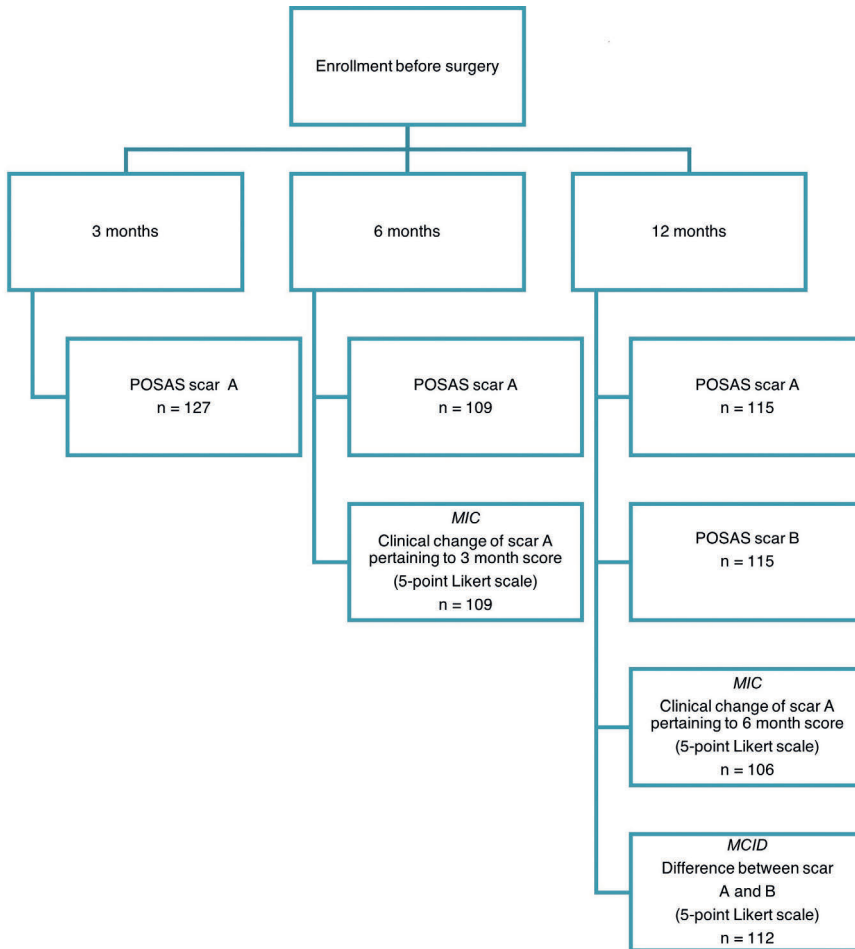 Enrollment before surgery
3 months
6 months
12 months
POSAS scar A
n = 127
POSAS scar A
n = 109
POSAS scar A
n = 115
MIC
Clinical change of scar A
pertaining to 3 month score
(5-point Likert scale)
n = 109
POSAS scar B
n = 115
MIC
Clinical change of scar A
pertaining to 6 month score
(5-point Likert scale)
n = 106
MCID
Difference between scar
A and B
(5-point Likert scale)
n = 112